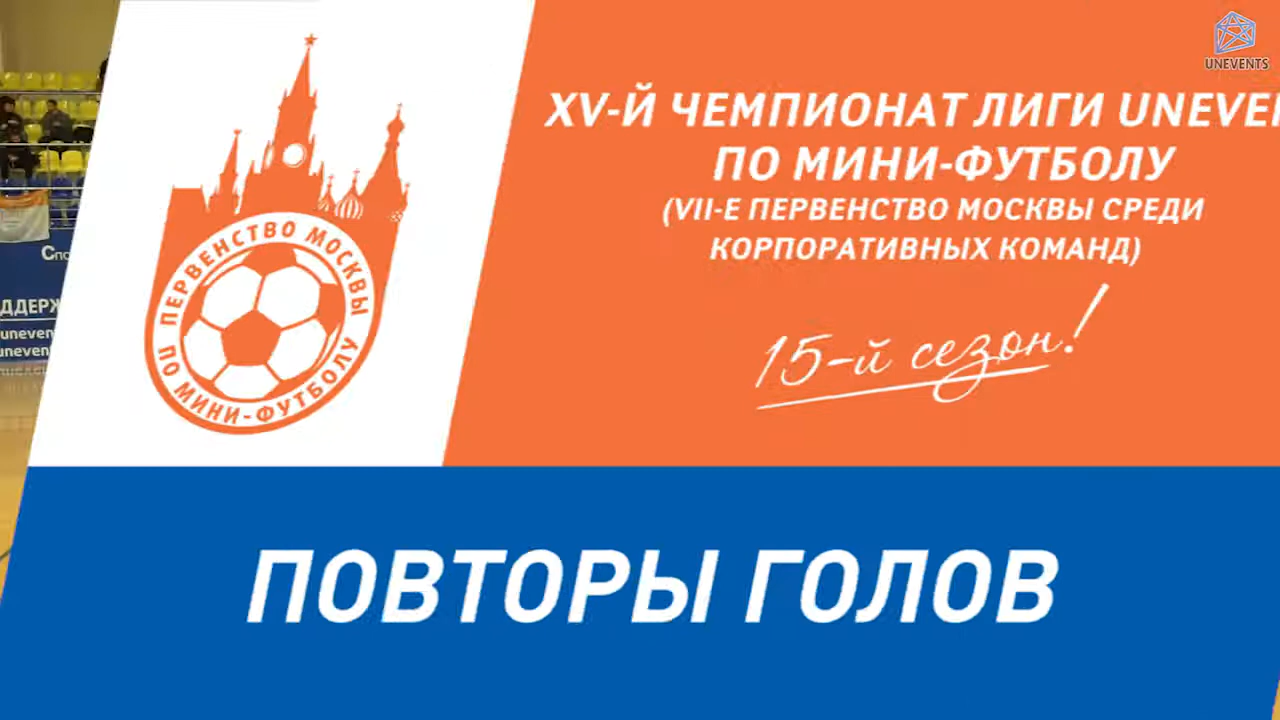 UNEVENTS
XV-Й ЧЕМПИОНАТ ЛИГИ UNEVE
ПО МИНИ-ФУТБОЛУ
(VII-Е ПЕРВЕНСТВО МОСКВЫ СРЕДИ
КОРПОРАТИВНЫХ КОМАНД)
15-й сезон!
ПЕРВЕНСТВО МОСКВЫ
ПО МИНИ-ФУТБОЛУ
ПОВТОРЫ ГОЛОВ